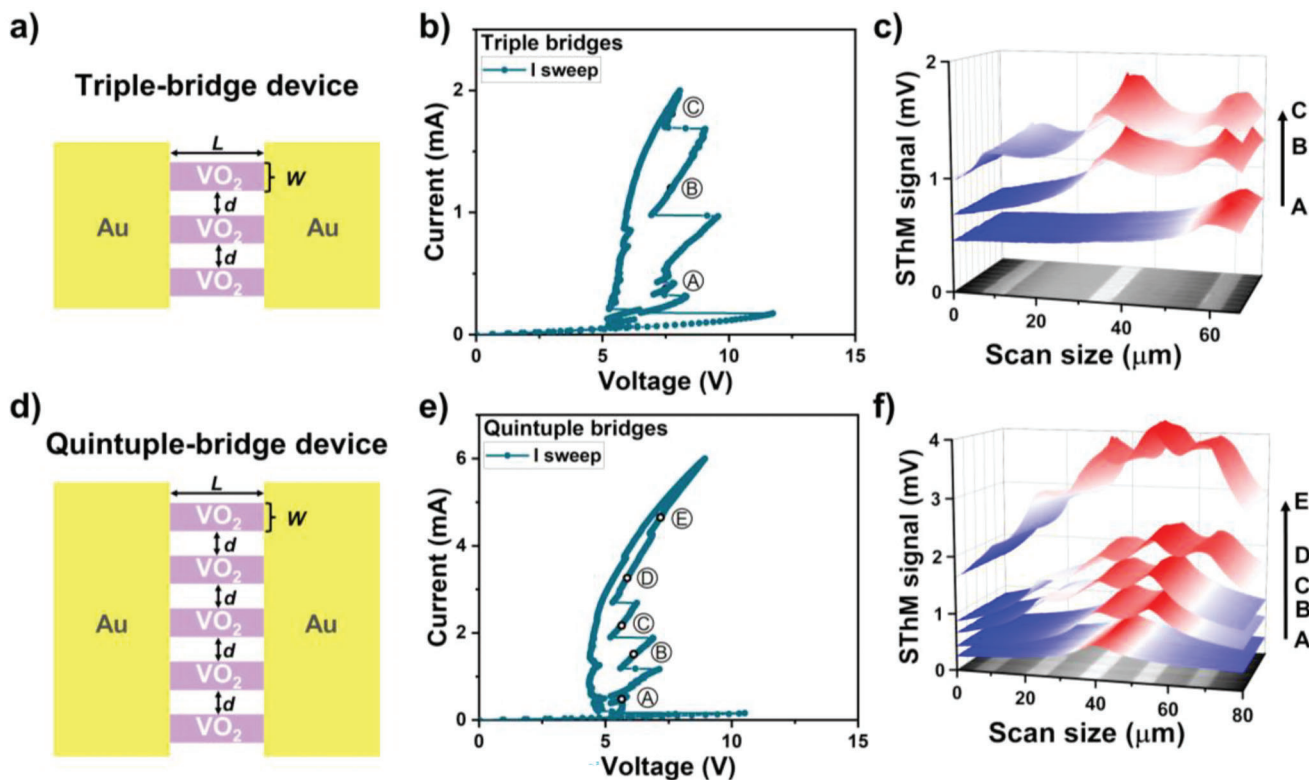 a)
Triple-bridge device
L
VO₂
W
d
Au
VO₂
Au
d
VO₂
b)
Triple bridges
I sweep
Current (mA)
2
1
0
Ⓒ
Ⓑ
Ⓐ
0
5
10
15
Voltage (V)
c)
SThM signal (mV)
2
1
0
C
B
A
0
20
40
60
Scan size (μm)
d)
Quintuple-bridge device
L
VO₂
W
d
VO₂
d
Au
VO₂
Au
d
VO₂
d
VO₂
e)
Quintuple bridges
I sweep
Current (mA)
6
4
2
0
Ⓔ
Ⓓ
Ⓒ
Ⓑ
Ⓐ
0
5
10
15
Voltage (V)
f)
SThM signal (mV)
4
3
2
1
0
E
D
C
B
A
0
20
40
60
80
Scan size (μm)